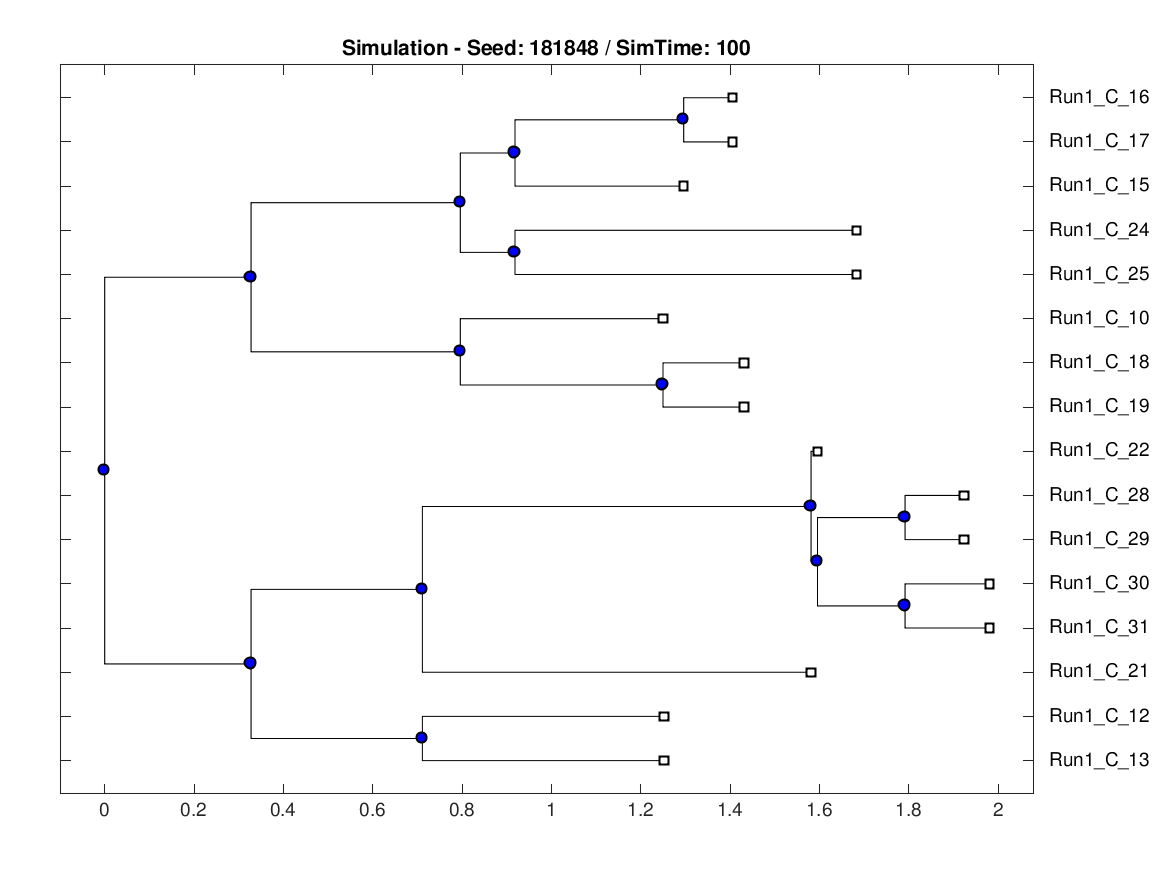 Simulation - Seed: 181848 / SimTime: 100
Run1_C_16
Run1_C_17
Run1_C_15
Run1_C_24
Run1_C_25
Run1_C_10
Run1_C_18
Run1_C_19
Run1_C_22
Run1_C_28
Run1_C_29
Run1_C_30
Run1_C_31
Run1_C_21
Run1_C_12
Run1_C_13
0 0.2 0.4 0.6 0.8 1 1.2 1.4 1.6 1.8 2